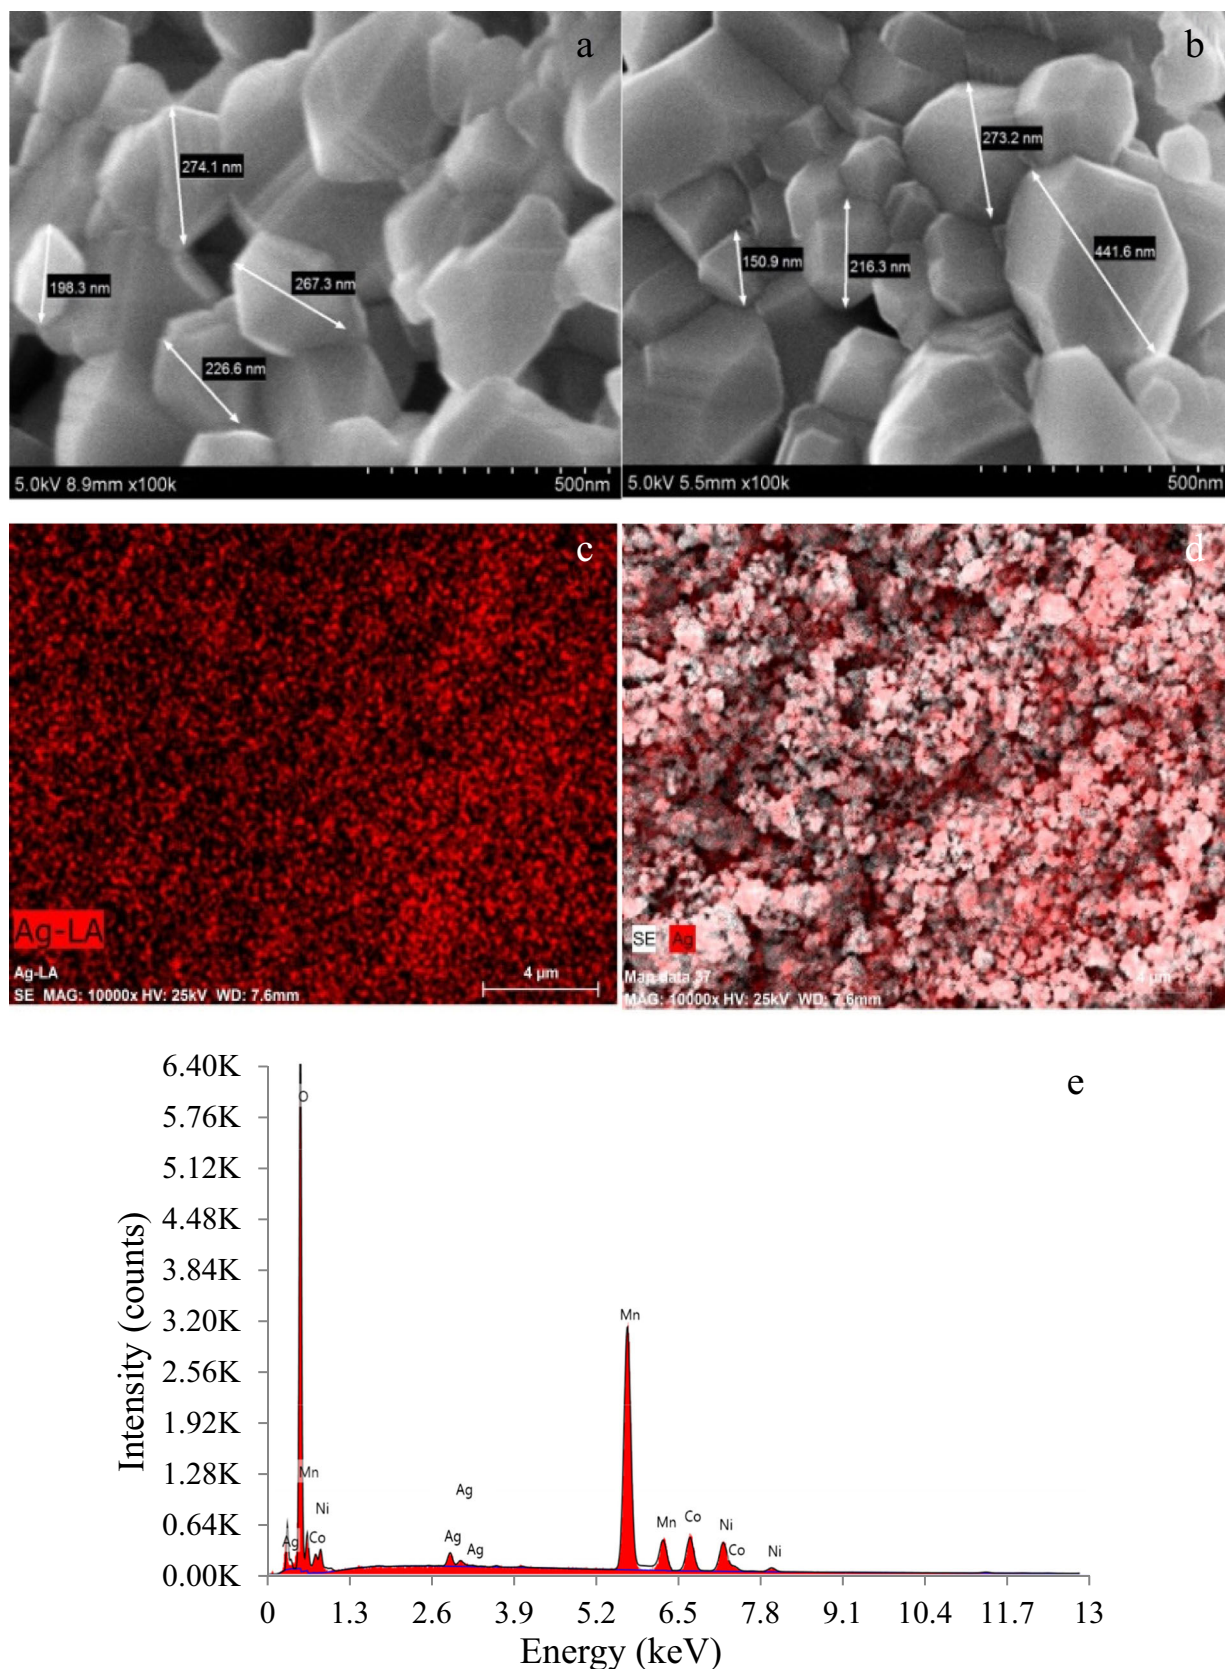 a
274.1 nm
198.3 nm
267.3 nm
226.6 nm
5.0kV 8.9mm x100k 500nm
b
273.2 nm
150.9 nm
216.3 nm
441.6 nm
5.0kV 5.5mm x100k 500nm
c
Ag-LA
Ag-LA
4 µm
SE MAG: 10000x HV: 25kV WD: 7.6mm
d
SE Ag
Map data 37
4 µm
MAG: 10000x HV: 25kV WD: 7.6mm
e
6.40K
5.76K
5.12K
4.48K
3.84K
3.20K
2.56K
1.92K
1.28K
0.64K
0.00K
Intensity (counts)
O
Mn
Ni
Ag
Co
Ag
Ag
Ag
Mn
Mn
Co
Ni
Co
Ni
0 1.3 2.6 3.9 5.2 6.5 7.8 9.1 10.4 11.7 13
Energy (keV)